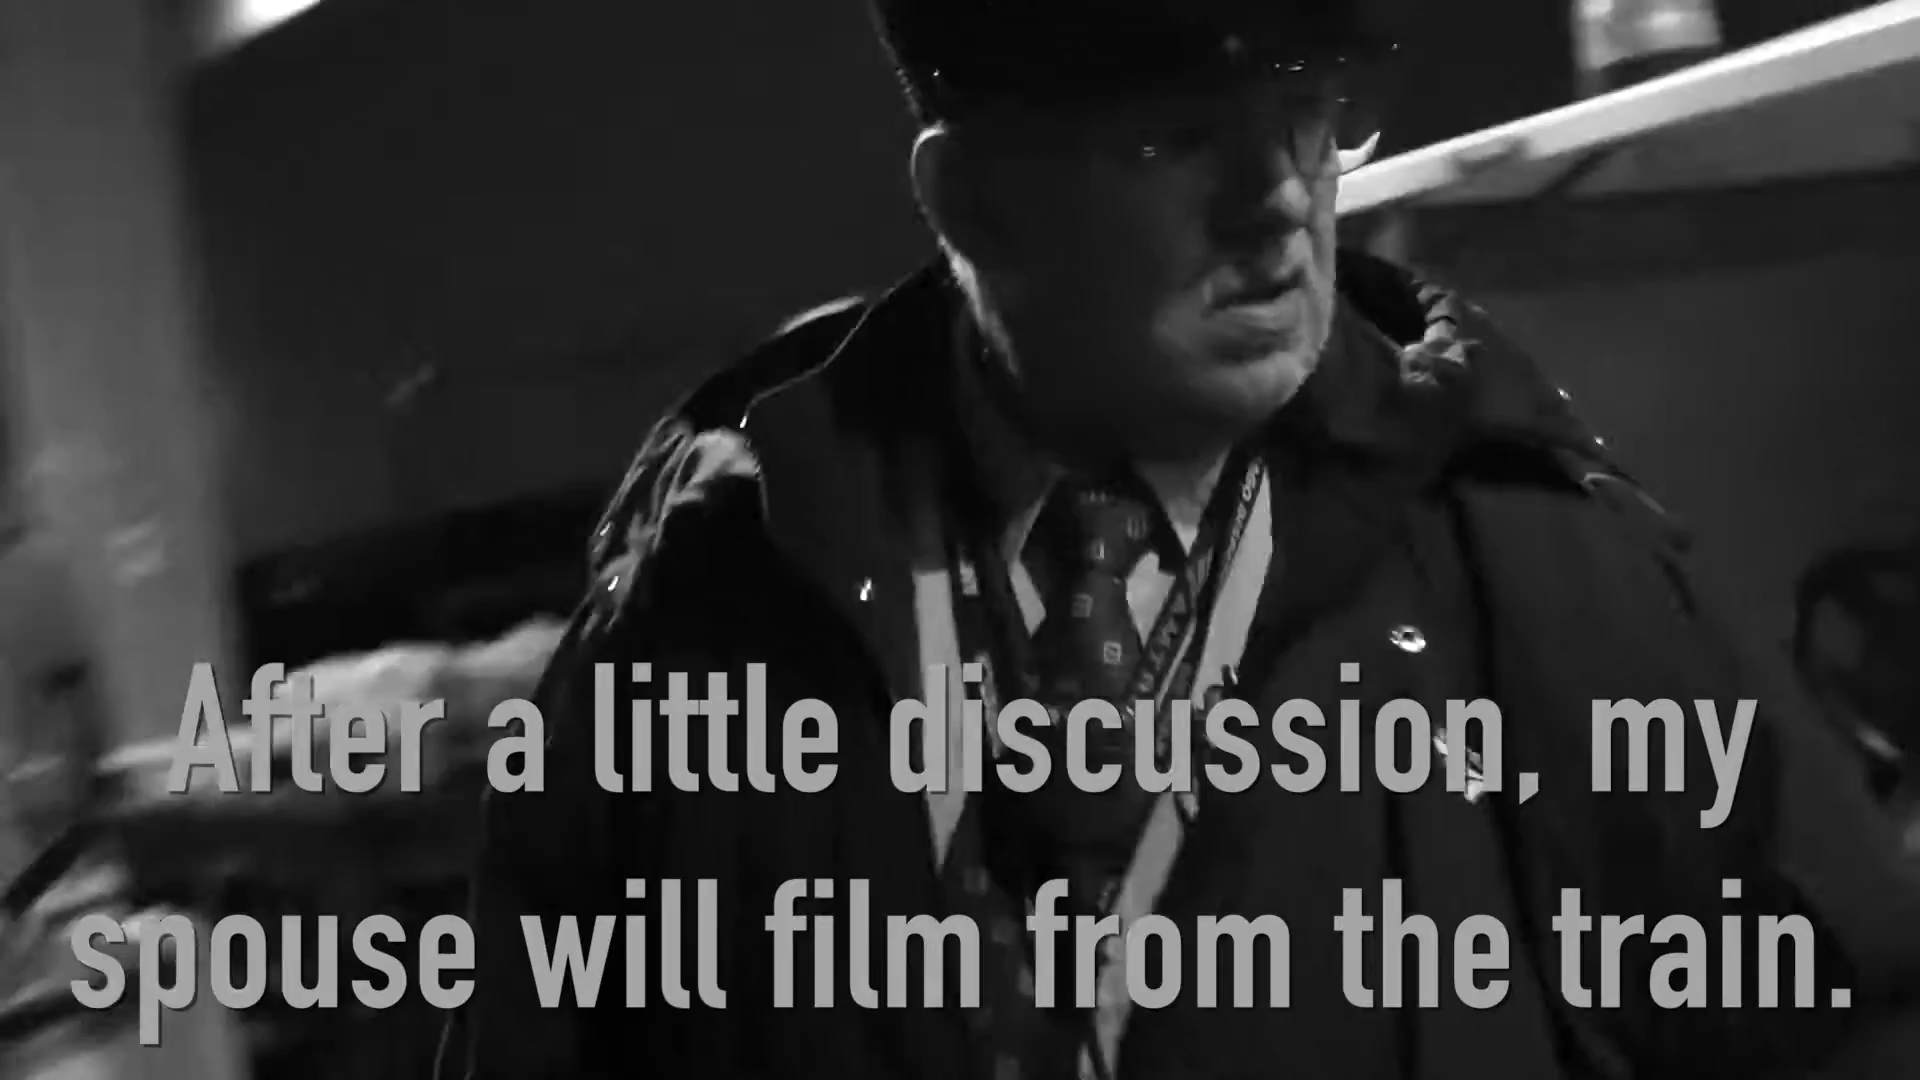 After a little discussion, my
spouse will film from the train.